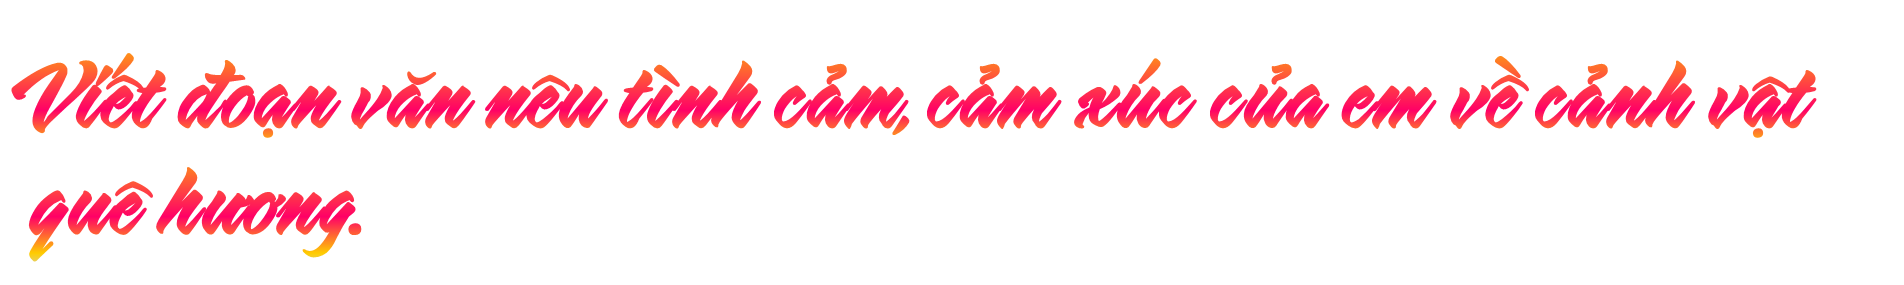 Viết đoạn văn nêu tình cảm, cảm xúc của em về cảnh vật
quê hương.